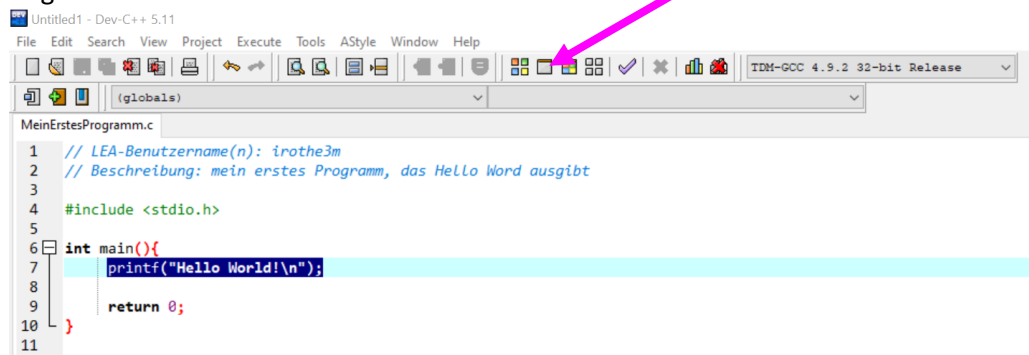 Untitled1 - Dev-C++ 5.11
File Edit Search View Project Execute Tools AStyle Window Help
TDM-GCC 4.9.2 32-bit Release
(globals)
MeinErstesProgramm.c
1 // LEA-Benutzername(n): irothe3m
2 // Beschreibung: mein erstes Programm, das Hello Word ausgibt
3
4 #include <stdio.h>
5
6 int main(){
7 printf("Hello World!\n");
8
9 return 0;
10 }
11